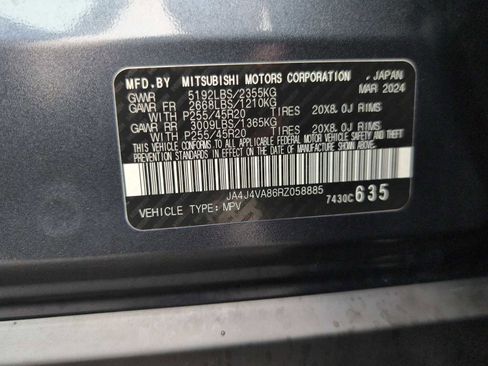 MFD.BY MITSUBISHI MOTORS CORPORATION , JAPAN
GVWR 5192LBS/2355KG MAR 2024
GAWR FR 2668LBS/1210KG
WITH P255/45R20 TIRES 20X8.0J RIMS
GAWR RR 3009LBS/1365KG
WITH P255/45R20 TIRES 20X8.0J RIMS
THIS VEHICLE CONFORMS TO ALL APPLICABLE FEDERAL MOTOR VEHICLE SAFETY AND THEFT
PREVENTION STANDARDS IN EFFECT ON THE DATE OF MANUFACTURE SHOWN ABOVE.
JA4J4VA86RZ058885
VEHICLE TYPE: MPV 7430C635